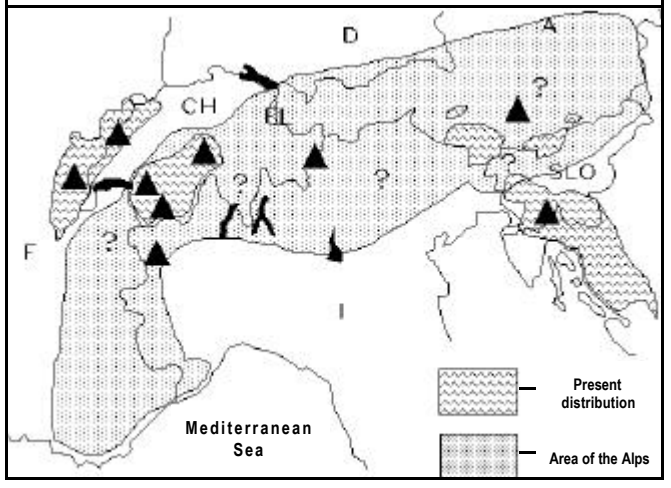 D
A
?
CH
FL
?
?
?
SLO
?
F
I
Mediterranean
Sea
Present
distribution
Area of the Alps